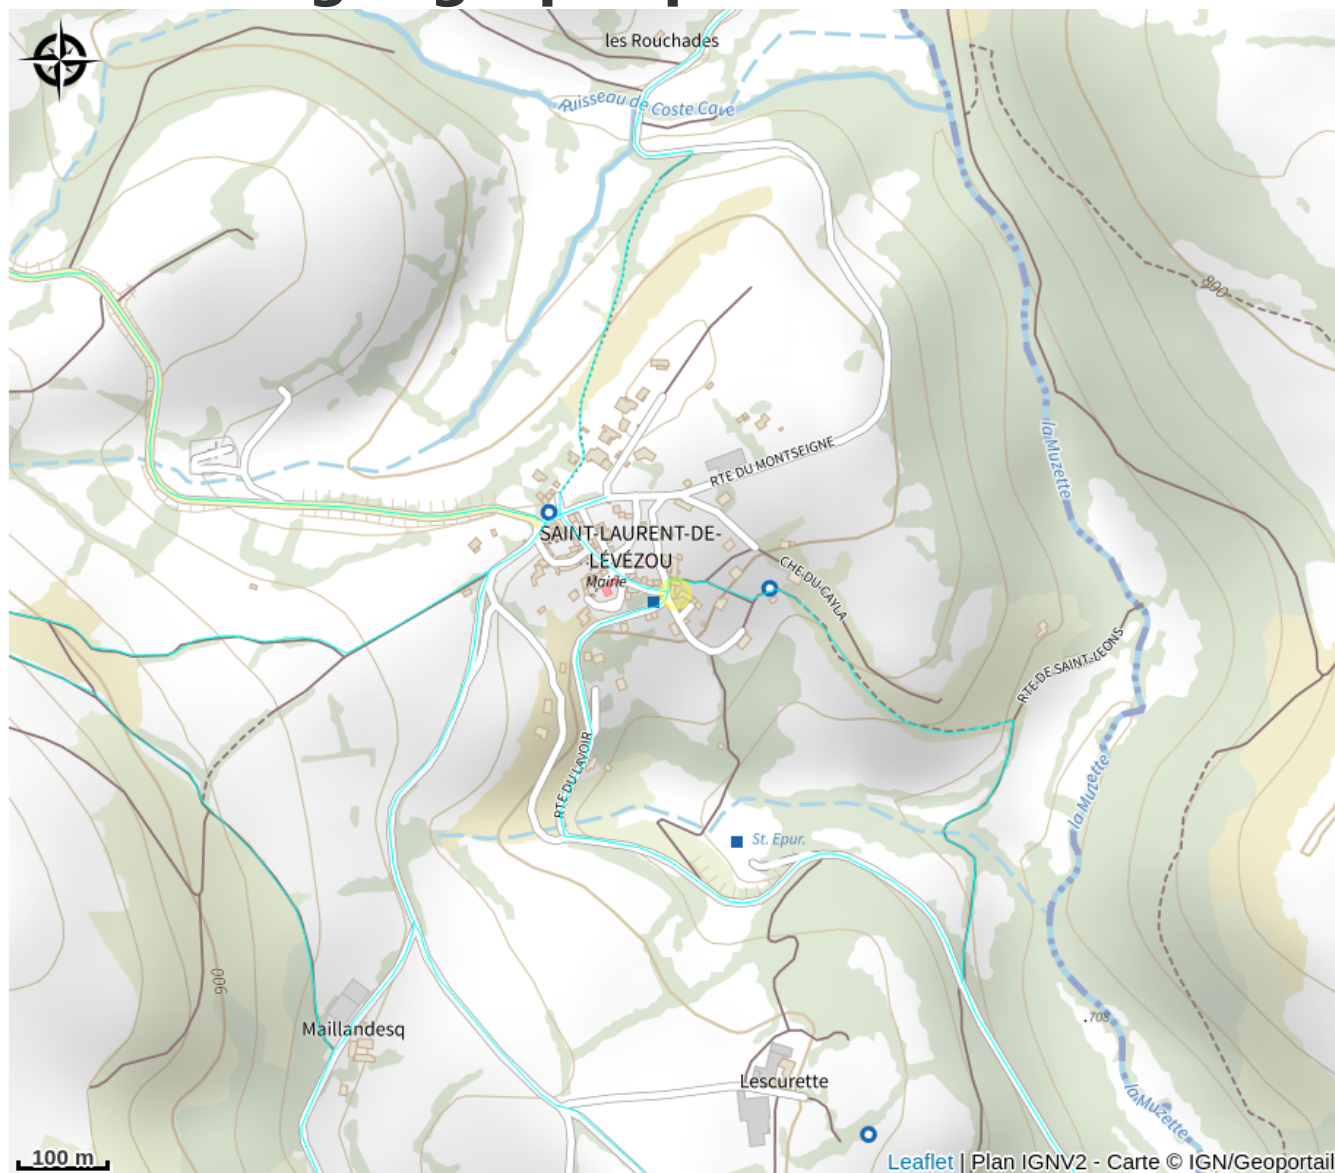 les Rouchades
Ruisseau de Coste Cave
800
la Muzette
RTE DU MONTSEIGNE
SAINT-LAURENT-DE-
LÉVÉZOU
Mairie
CHE DU CAYLA
RTE DE SAINT-LEONS
RTE DU LAVOIR
la Muzette
St. Epur.
900
Maillandesq
.708
Lescurette
la Muzette
100 m
Leaflet | Plan IGNV2 - Carte © IGN/Geoportail